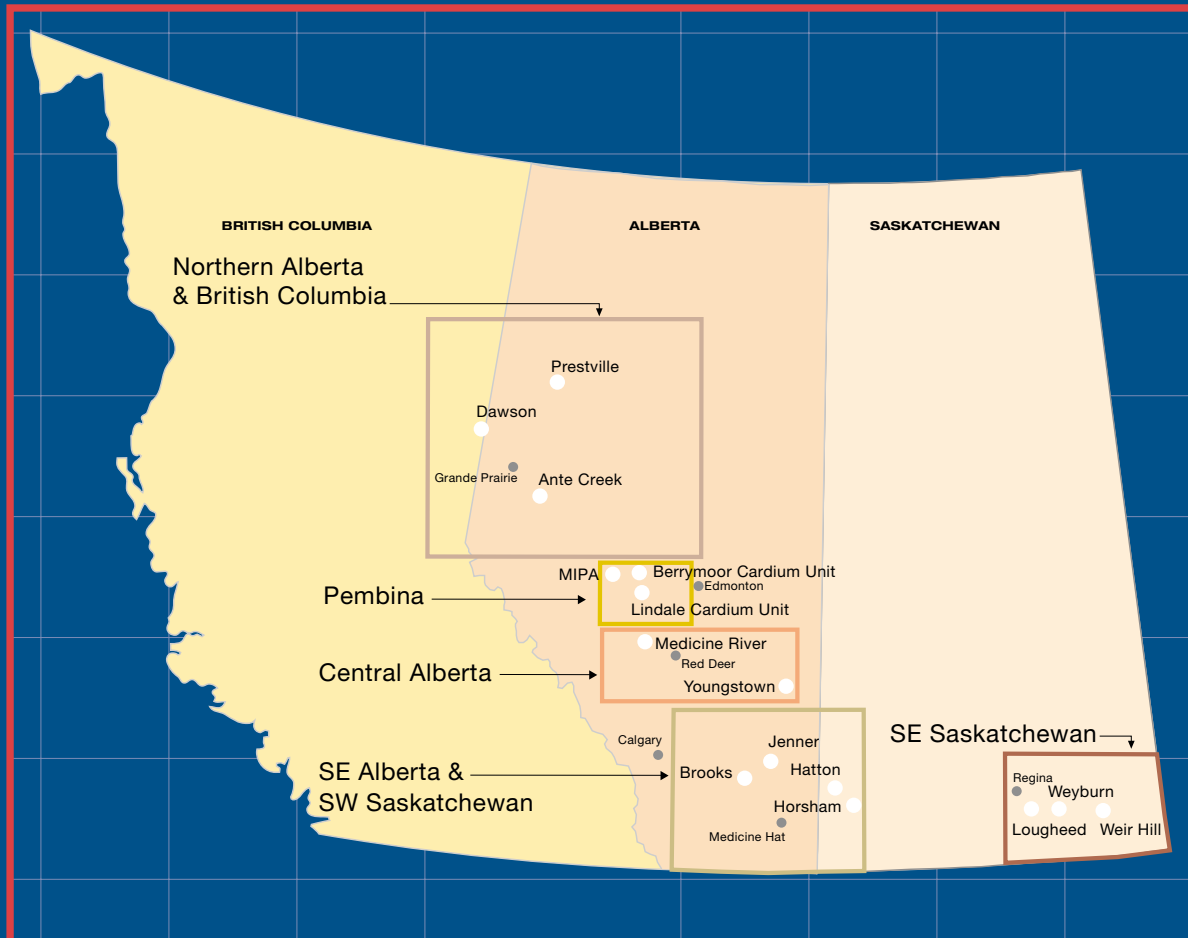 BRITISH COLUMBIA
ALBERTA
SASKATCHEWAN
Northern Alberta
& British Columbia
Prestville
Dawson
Grande Prairie
Ante Creek
MIPA
Berrymoor Cardium Unit
Edmonton
Pembina
Lindale Cardium Unit
Medicine River
Red Deer
Central Alberta
Youngstown
Calgary
Jenner
SE Saskatchewan
SE Alberta &
SW Saskatchewan
Brooks
Hatton
Horsham
Medicine Hat
Regina
Weyburn
Lougheed
Weir Hill